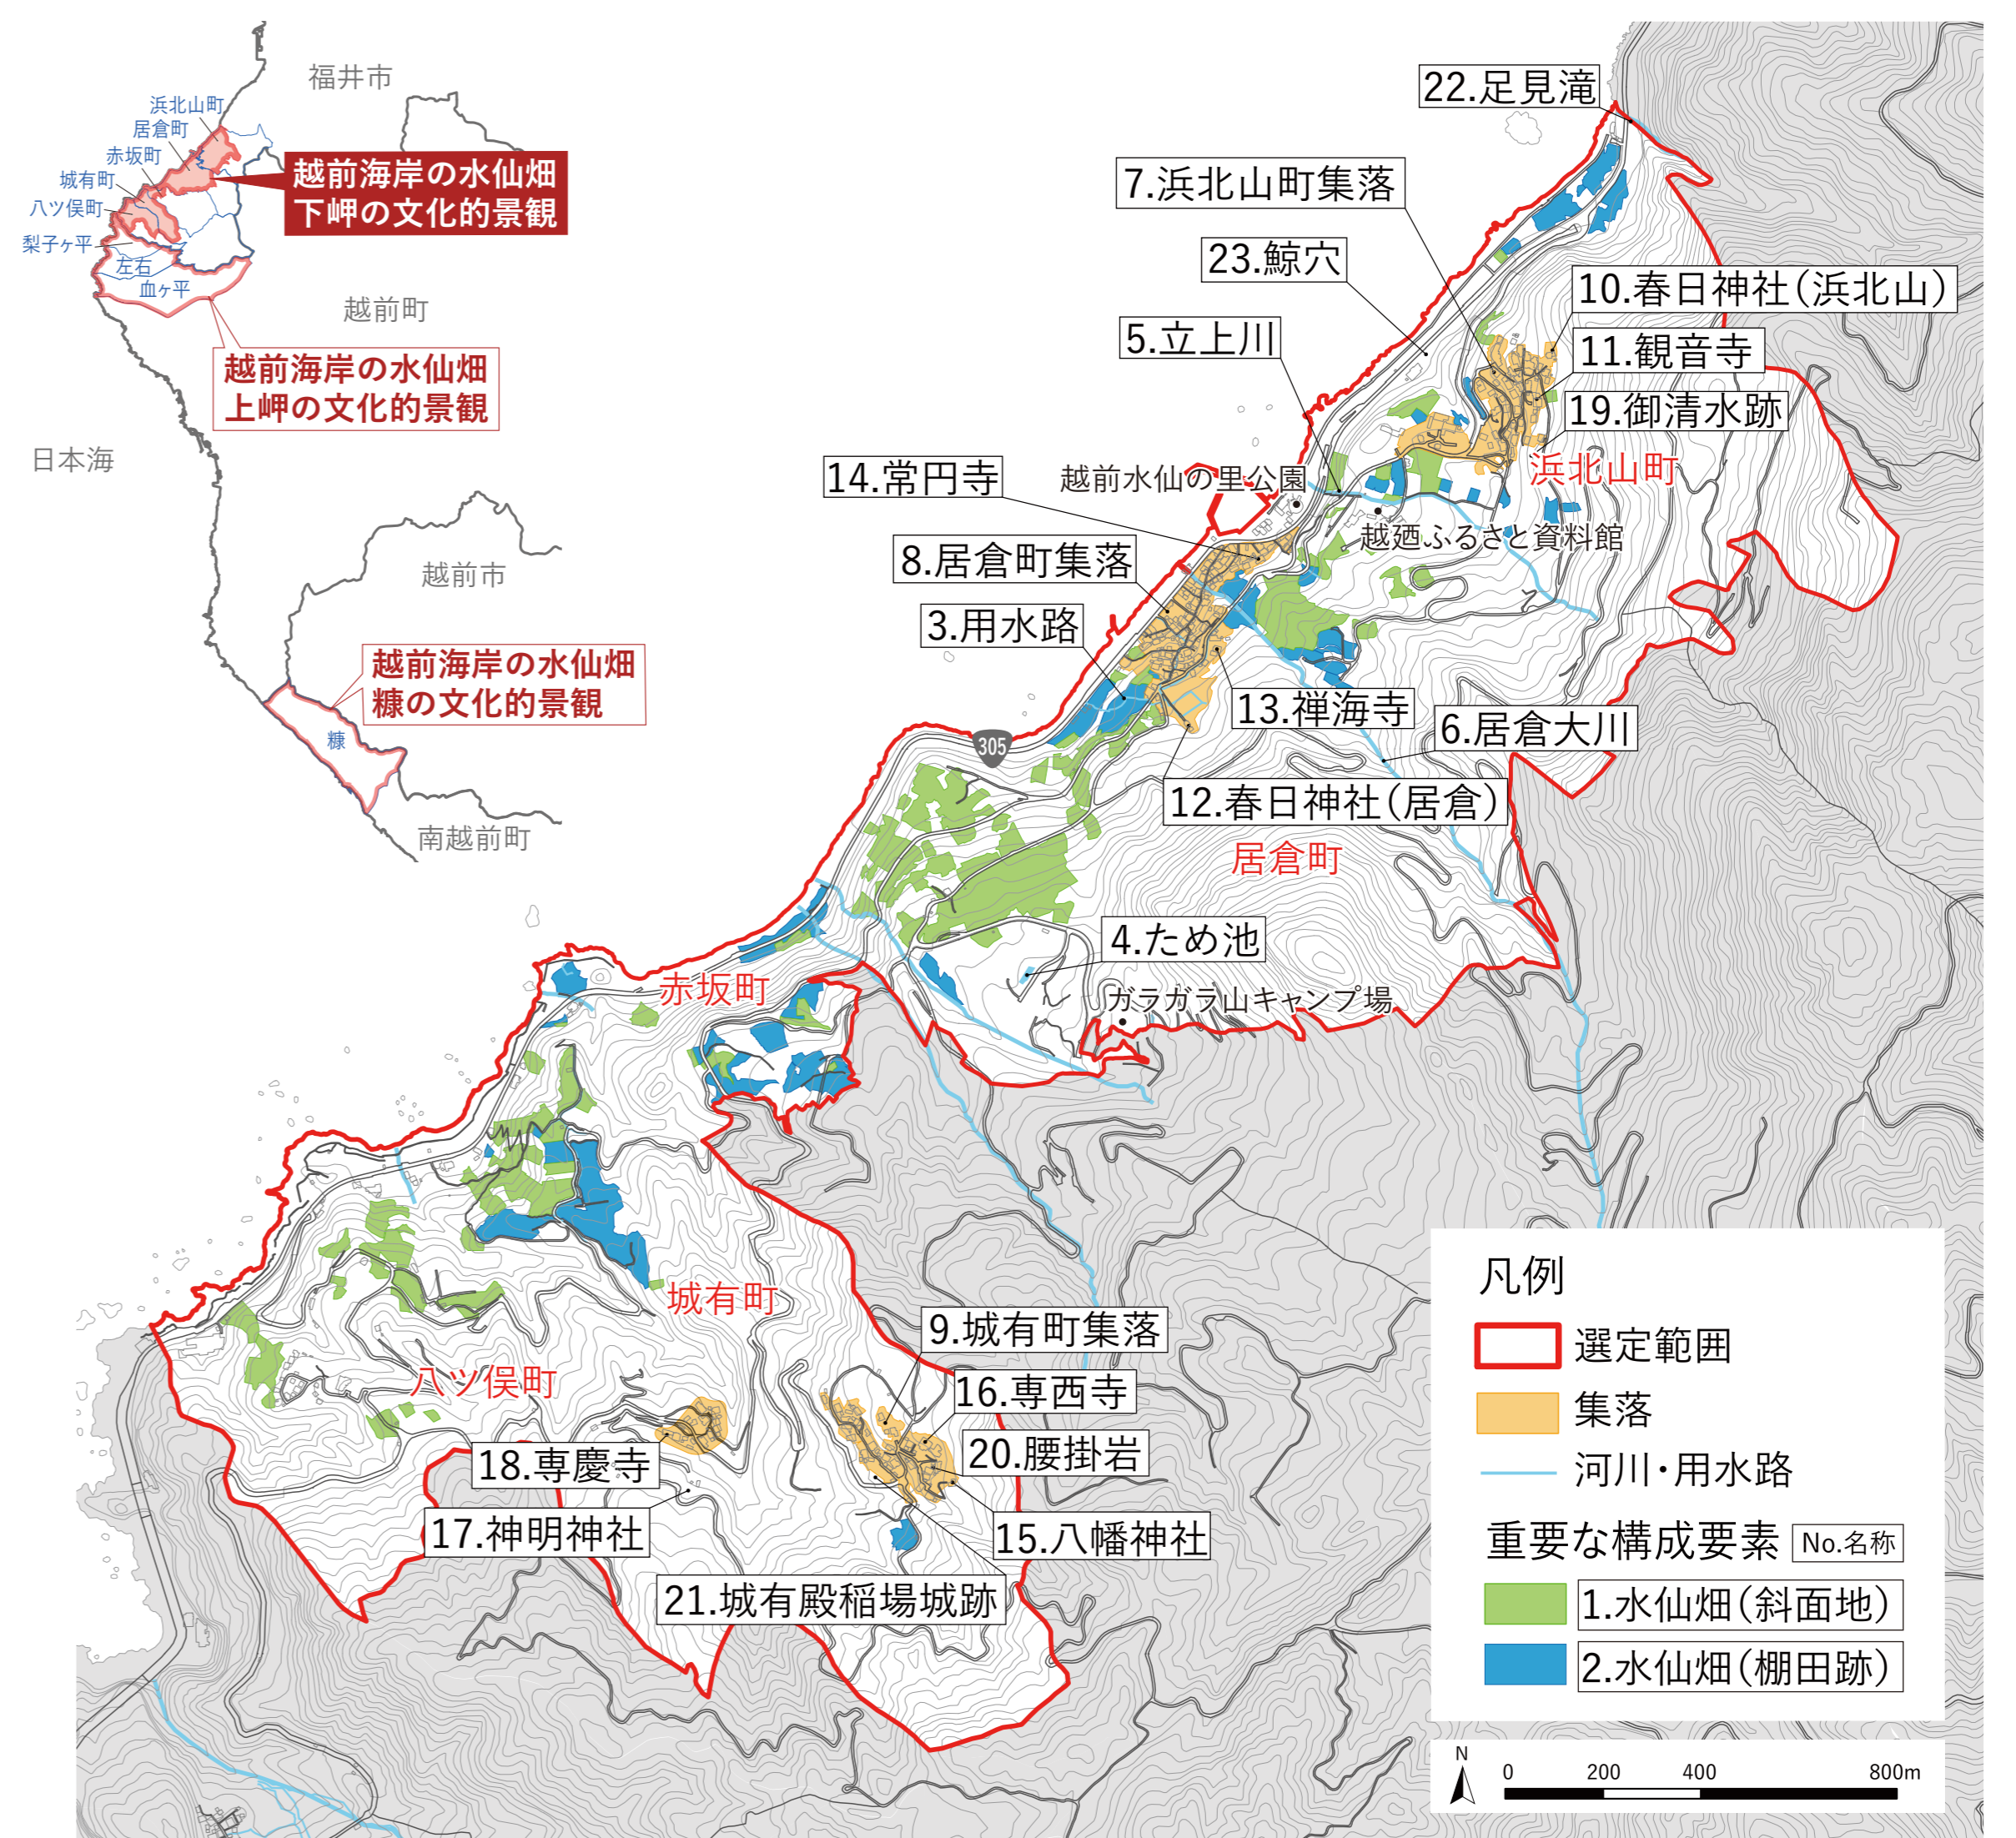 福井市
浜北山町
居倉町
赤坂町
城有町
八ツ俣町
梨子ヶ平
左右
血ヶ平
越前海岸の水仙畑
下岬の文化的景観
越前町
越前海岸の水仙畑
上岬の文化的景観
日本海
越前市
越前海岸の水仙畑
糠の文化的景観
糠
南越前町
22.足見滝
7.浜北山町集落
23.鯨穴
10.春日神社(浜北山)
5.立上川
11.観音寺
19.御清水跡
浜北山町
14.常円寺
越前水仙の里公園
越廼ふるさと資料館
8.居倉町集落
3.用水路
13.禅海寺
6.居倉大川
305
12.春日神社(居倉)
居倉町
4.ため池
赤坂町
ガラガラ山キャンプ場
城有町
9.城有町集落
八ツ俣町
16.専西寺
18.専慶寺
20.腰掛岩
17.神明神社
15.八幡神社
21.城有殿稲場城跡
凡例
選定範囲
集落
河川・用水路
重要な構成要素 No.名称
1.水仙畑(斜面地)
2.水仙畑(棚田跡)
N
0 200 400 800m